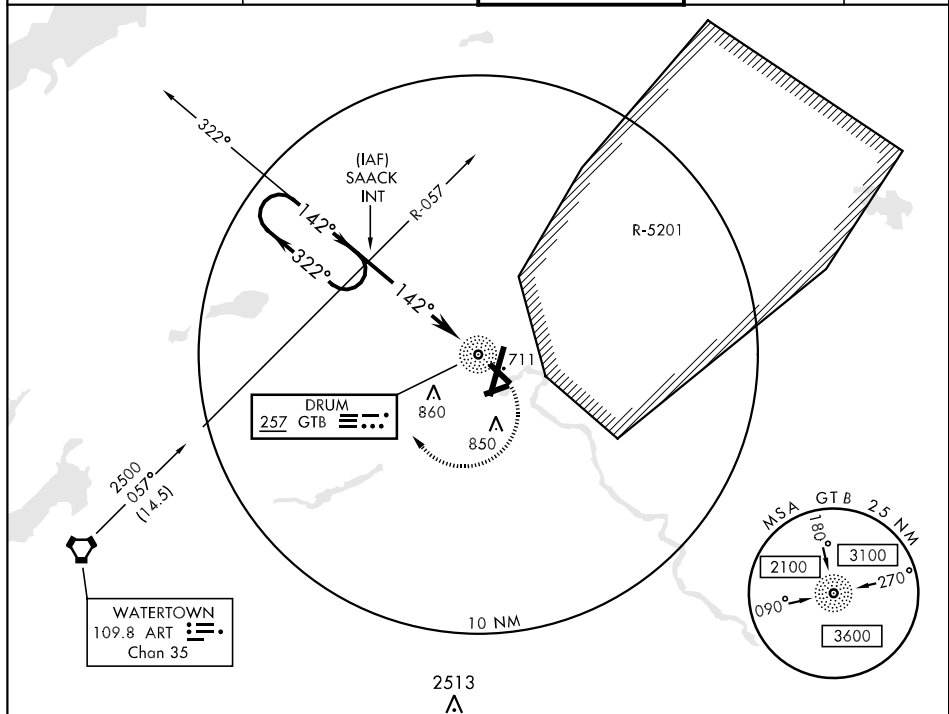 322°
(IAF)
SAACK
INT
R-057
142°
322°
R-5201
142°
711
DRUM
257 GTB
860
850
2500
057°
(14.5)
MSA GTB 25 NM
180°
3100
2100
270°
090°
3600
WATERTOWN
109.8 ART
Chan 35
10 NM
2513